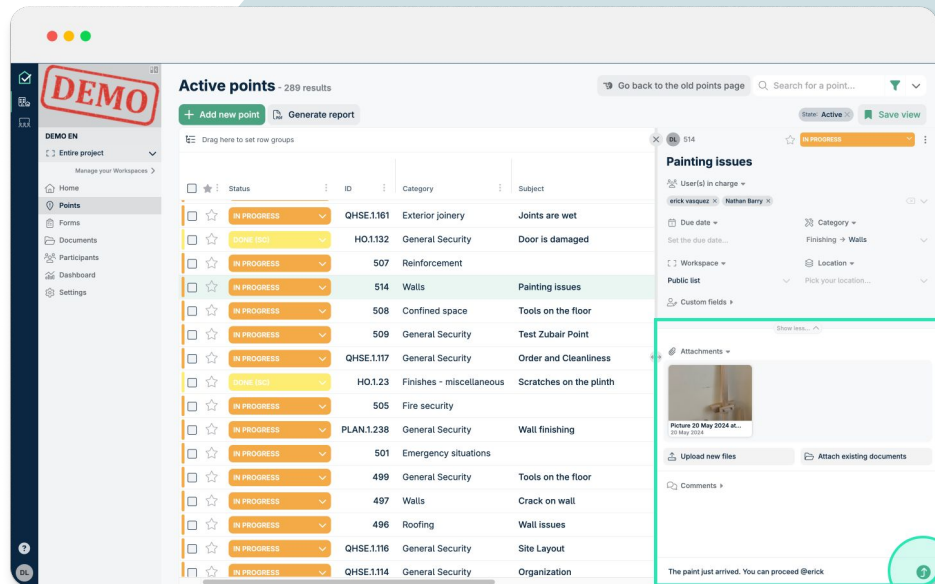 DEMO
DEMO EN
Entire project
Manage your Workspaces
Home
Points
Forms
Documents
Participants
Dashboard
Settings
?
DL
Active points - 289 results
Go back to the old points page
Search for a point...
+ Add new point
Generate report
State: Active ×
Save view
Drag here to set row groups
Status ID Category Subject
IN PROGRESS QHSE.1.161 Exterior joinery Joints are wet
DONE (SC) HO.1.132 General Security Door is damaged
IN PROGRESS 507 Reinforcement
IN PROGRESS 514 Walls Painting issues
IN PROGRESS 508 Confined space Tools on the floor
IN PROGRESS 509 General Security Test Zubair Point
IN PROGRESS QHSE.1.117 General Security Order and Cleanliness
DONE (SC) HO.1.23 Finishes - miscellaneous Scratches on the plinth
IN PROGRESS 505 Fire security
IN PROGRESS PLAN.1.238 General Security Wall finishing
IN PROGRESS 501 Emergency situations
IN PROGRESS 499 General Security Tools on the floor
IN PROGRESS 497 Walls Crack on wall
IN PROGRESS 496 Roofing Wall issues
IN PROGRESS QHSE.1.116 General Security Site Layout
IN PROGRESS QHSE.1.114 General Security Organization
DL 514 IN PROGRESS
Painting issues
User(s) in charge
erick vasquez × Nathan Barry ×
Due date Category
Set the due date... Finishing → Walls
Workspace Location
Public list Pick your location...
Custom fields
Show less...
Attachments
Picture 20 May 2024 at...
20 May 2024
Upload new files Attach existing documents
Comments
The paint just arrived. You can proceed @erick